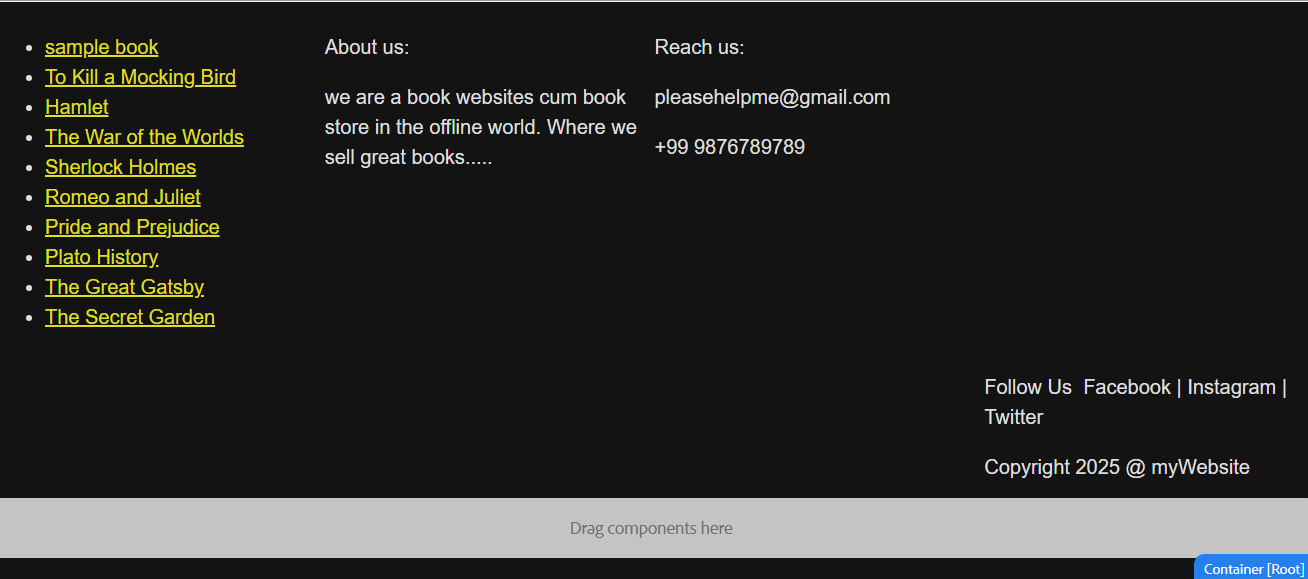 sample book
To Kill a Mocking Bird
Hamlet
The War of the Worlds
Sherlock Holmes
Romeo and Juliet
Pride and Prejudice
Plato History
The Great Gatsby
The Secret Garden
About us:
we are a book websites cum book
store in the offline world. Where we
sell great books.....
Reach us:
pleasehelpme@gmail.com
+99 9876789789
Follow Us  Facebook | Instagram |
Twitter
Copyright 2025 @ myWebsite
Drag components here
Container [Root]